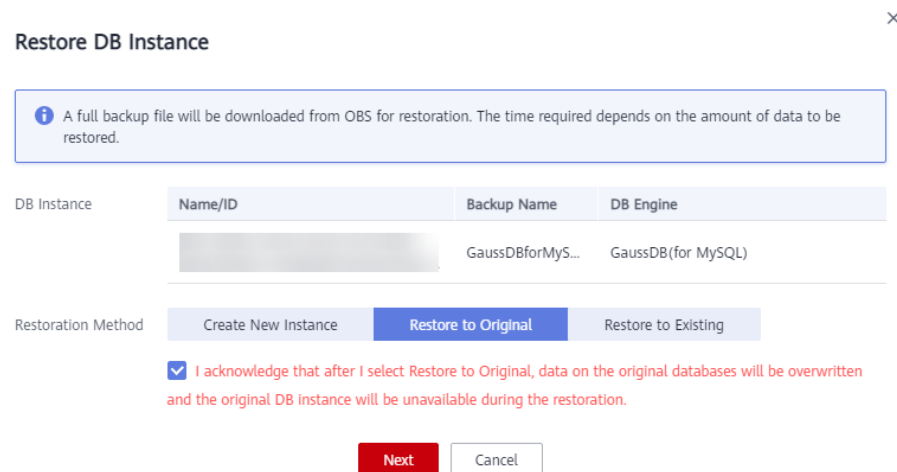 Restore DB Instance
A full backup file will be downloaded from OBS for restoration. The time required depends on the amount of data to be
restored.
DB Instance
Name/ID Backup Name DB Engine
GaussDBforMyS... GaussDB(for MySQL)
Restoration Method Create New Instance Restore to Original Restore to Existing
I acknowledge that after I select Restore to Original, data on the original databases will be overwritten
and the original DB instance will be unavailable during the restoration.
Next Cancel